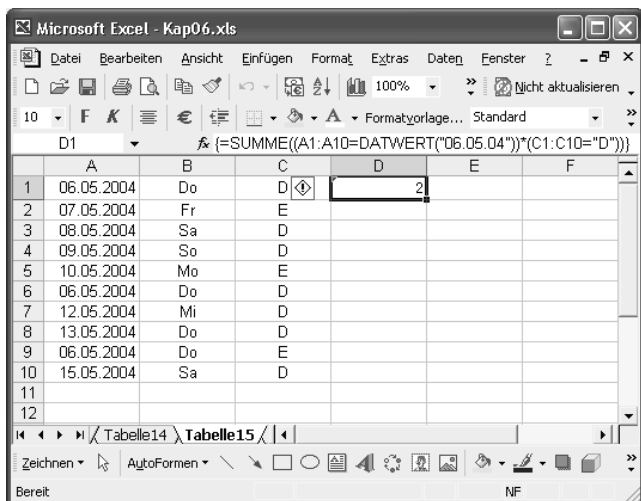 Microsoft Excel - Kap06.xls
Datei Bearbeiten Ansicht Einfügen Format Extras Daten Fenster ?
100% Nicht aktualisieren
10 F K € A Formatvorlage... Standard
D1 fx {=SUMME((A1:A10=DATWERT("06.05.04"))*(C1:C10="D"))}
A B C D E F
1 06.05.2004 Do D 2
2 07.05.2004 Fr E
3 08.05.2004 Sa D
4 09.05.2004 So D
5 10.05.2004 Mo E
6 06.05.2004 Do D
7 12.05.2004 Mi D
8 13.05.2004 Do D
9 06.05.2004 Do E
10 15.05.2004 Sa D
11
12
Tabelle14 Tabelle15
Zeichnen AutoFormen
Bereit NF